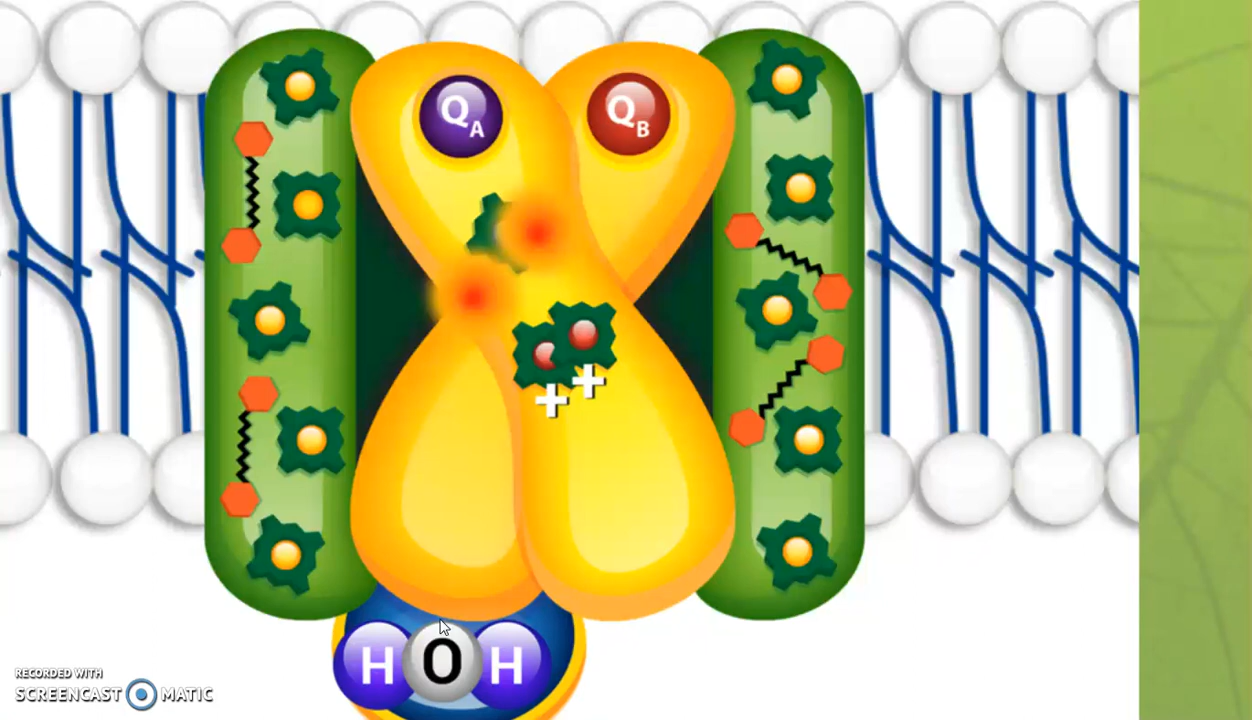 QA QB
+ +
H O H
RECORDED WITH
SCREENCAST MATIC